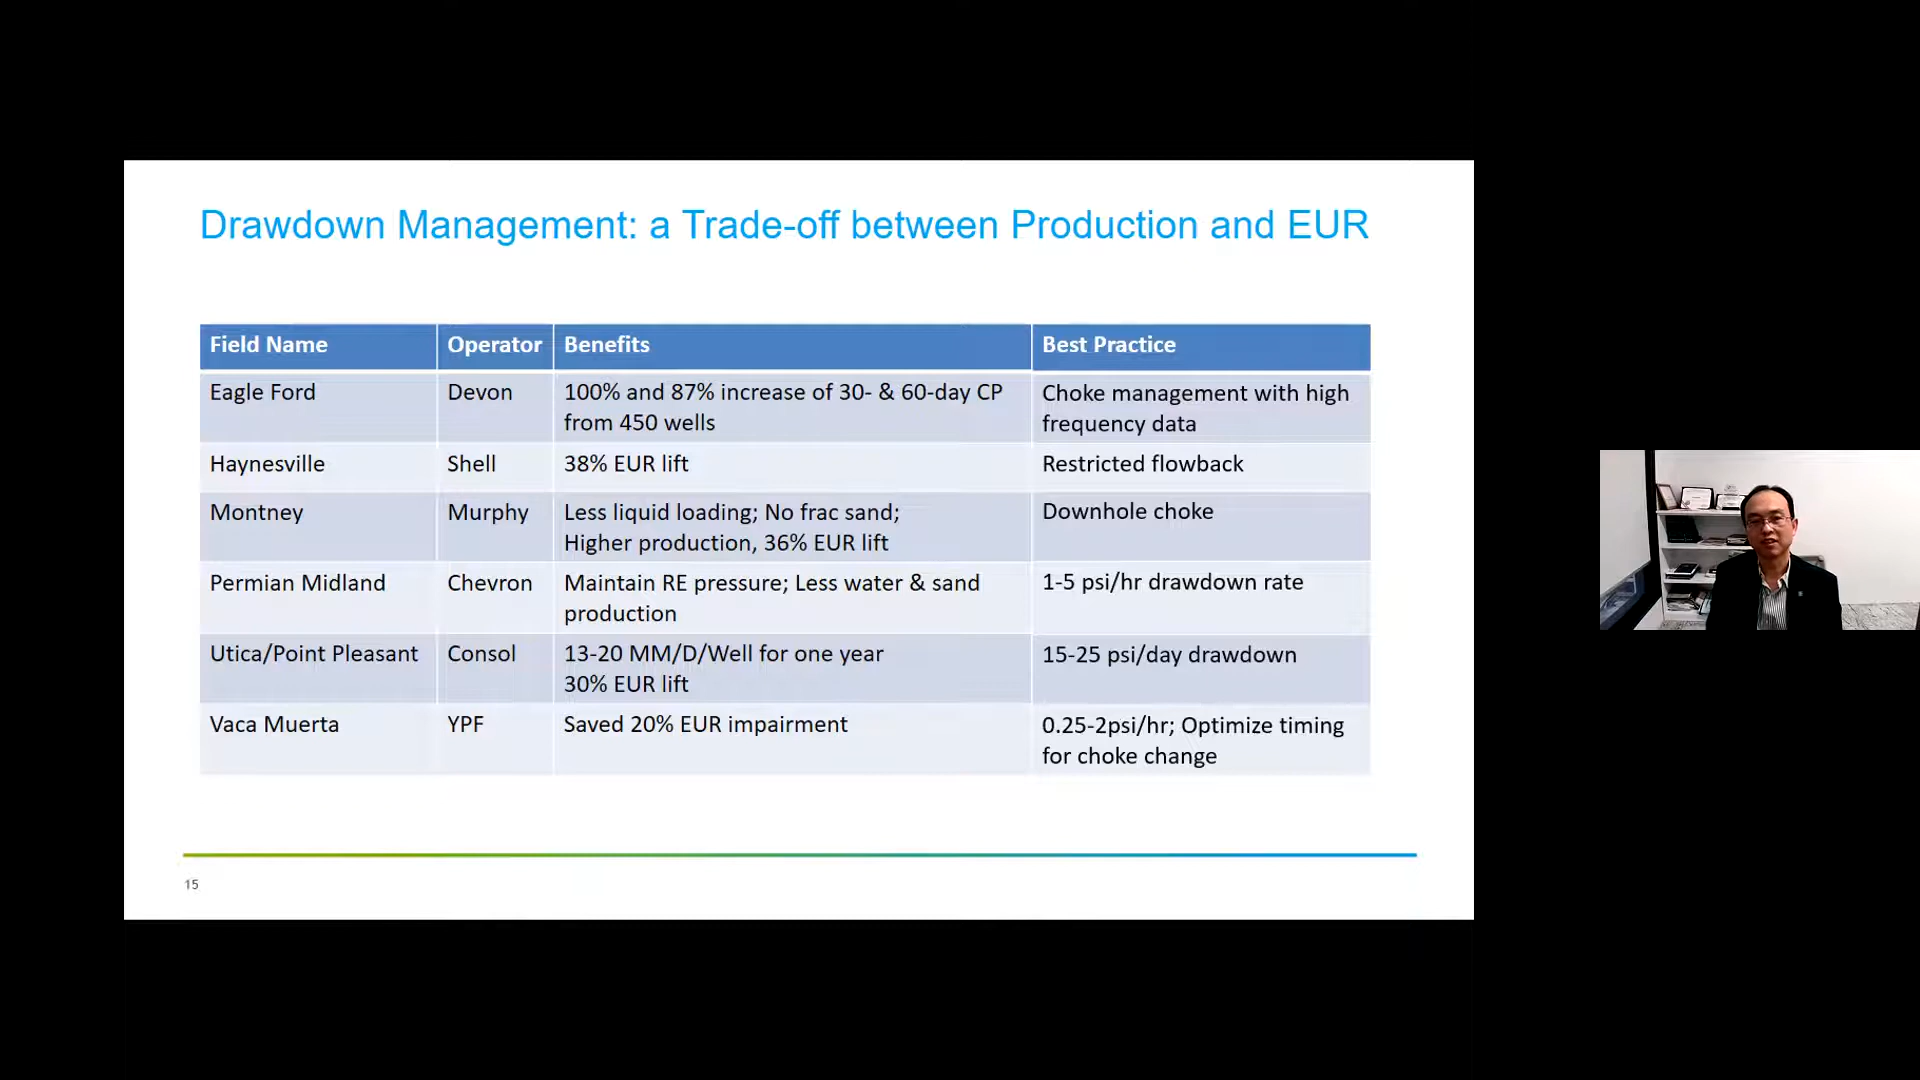 Drawdown Management: a Trade-off between Production and EUR
Field Name
Operator
Benefits
Best Practice
Eagle Ford
Devon
100% and 87% increase of 30- & 60-day CP
from 450 wells
Choke management with high
frequency data
Haynesville
Shell
38% EUR lift
Restricted flowback
Montney
Murphy
Less liquid loading; No frac sand;
Higher production, 36% EUR lift
Downhole choke
Permian Midland
Chevron
Maintain RE pressure; Less water & sand
production
1-5 psi/hr drawdown rate
Utica/Point Pleasant
Consol
13-20 MM/D/Well for one year
30% EUR lift
15-25 psi/day drawdown
Vaca Muerta
YPF
Saved 20% EUR impairment
0.25-2psi/hr; Optimize timing
for choke change
15